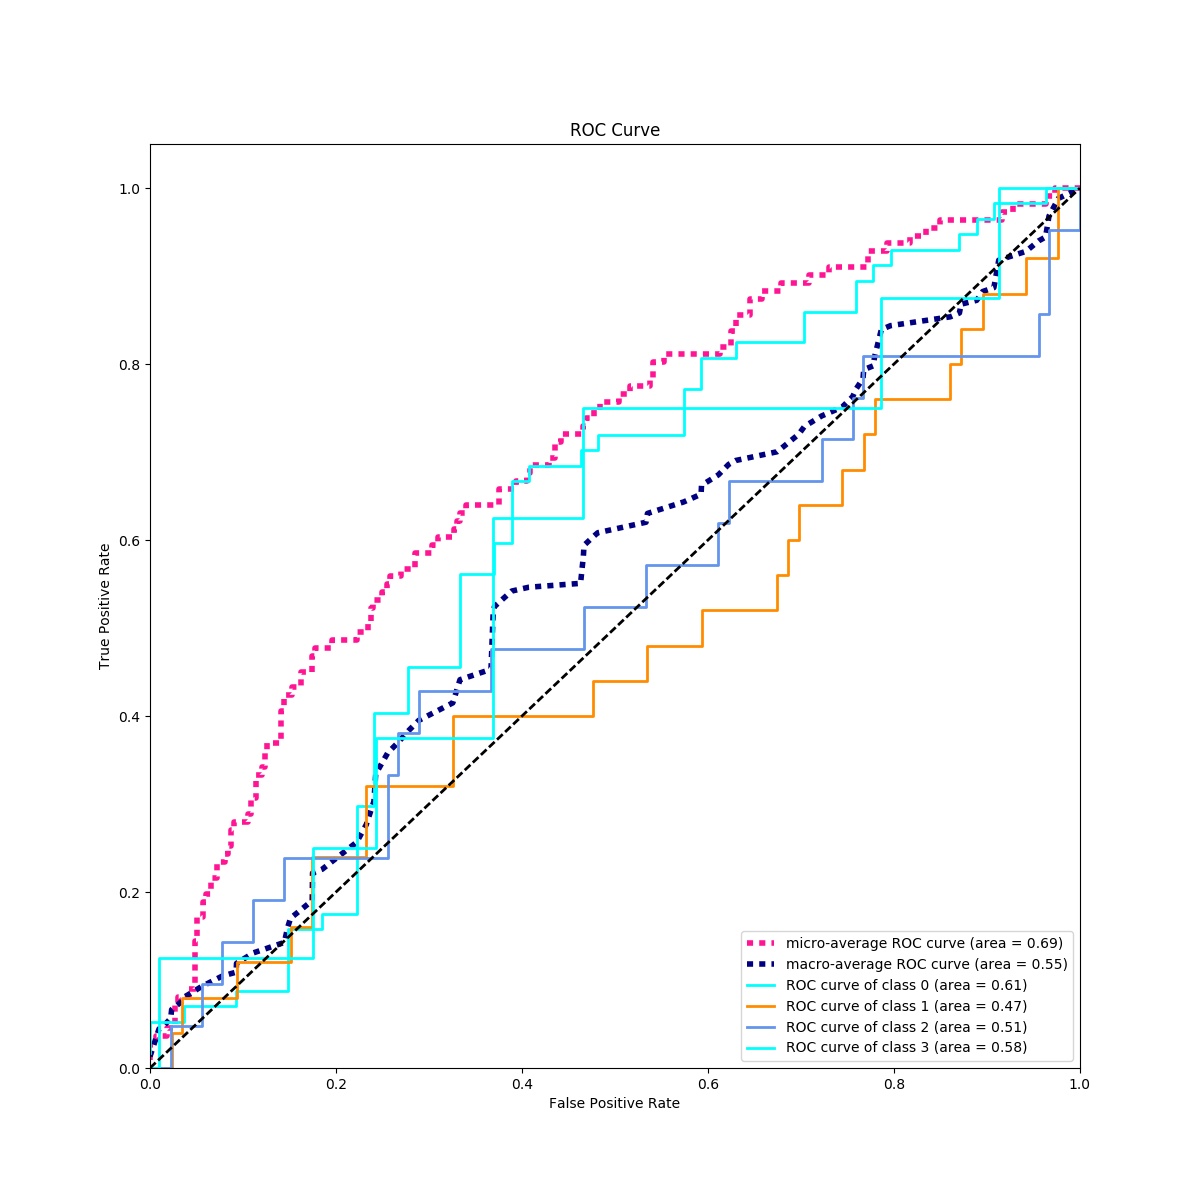 ROC Curve
True Positive Rate
1.0
0.8
0.6
0.4
0.2
0.0
0.0 0.2 0.4 0.6 0.8 1.0
False Positive Rate
micro-average ROC curve (area = 0.69)
macro-average ROC curve (area = 0.55)
ROC curve of class 0 (area = 0.61)
ROC curve of class 1 (area = 0.47)
ROC curve of class 2 (area = 0.51)
ROC curve of class 3 (area = 0.58)